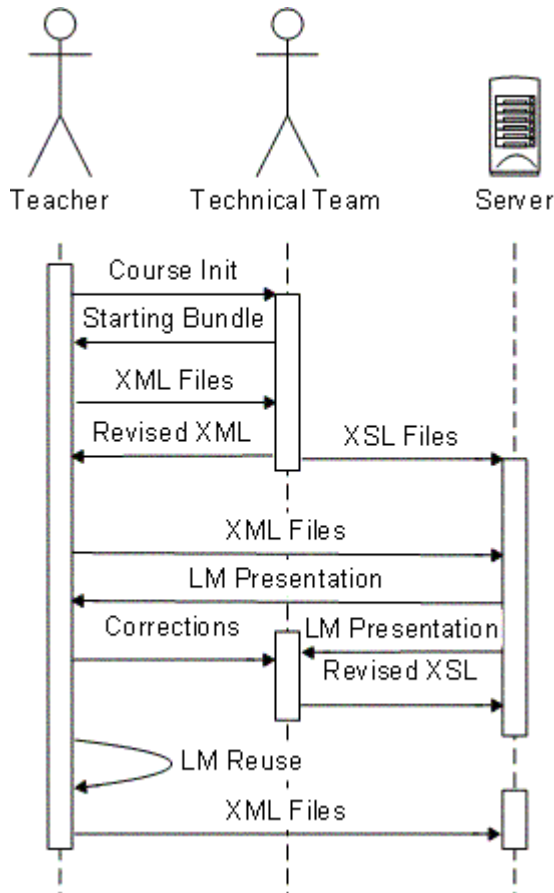 Teacher
Technical Team
Server
Course Init
Starting Bundle
XML Files
Revised XML
XSL Files
XML Files
LM Presentation
Corrections
LM Presentation
Revised XSL
LM Reuse
XML Files